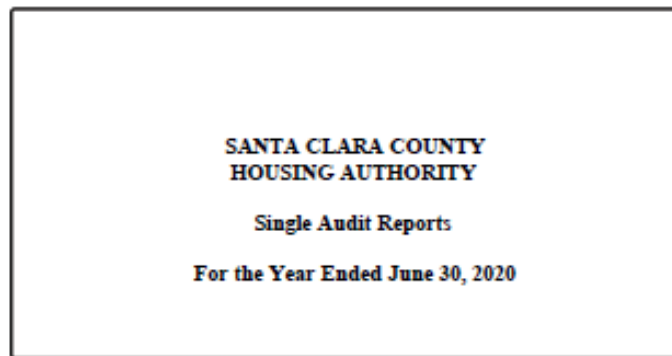 SANTA CLARA COUNTY
HOUSING AUTHORITY
Single Audit Reports
For the Year Ended June 30, 2020